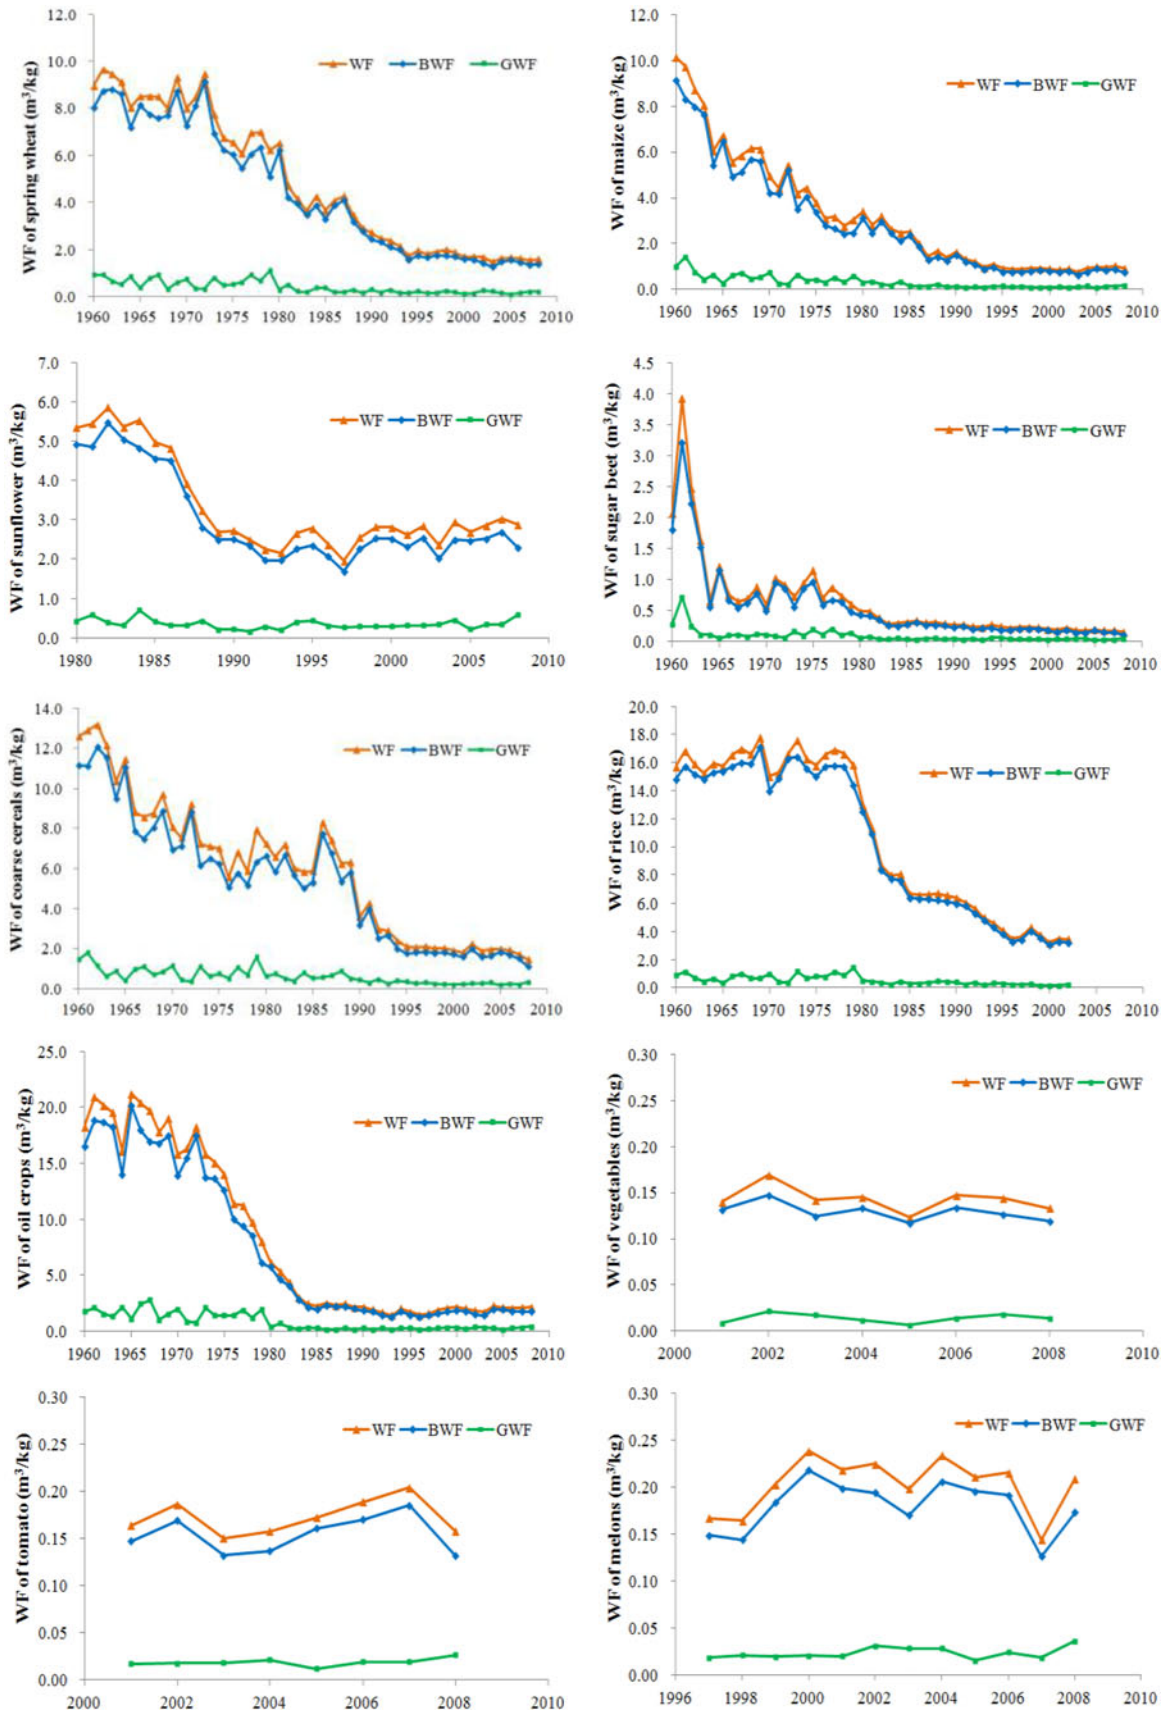 12.0
10.0
8.0
6.0
4.0
2.0
0.0
WF of spring wheat (m³/kg)
WF BWF GWF
1960 1965 1970 1975 1980 1985 1990 1995 2000 2005 2010
12.0
10.0
8.0
6.0
4.0
2.0
0.0
WF of maize (m³/kg)
WF BWF GWF
1960 1965 1970 1975 1980 1985 1990 1995 2000 2005 2010
7.0
6.0
5.0
4.0
3.0
2.0
1.0
0.0
WF of sunflower (m³/kg)
WF BWF GWF
1980 1985 1990 1995 2000 2005 2010
4.5
4.0
3.5
3.0
2.5
2.0
1.5
1.0
0.5
0.0
WF of sugar beet (m³/kg)
WF BWF GWF
1960 1965 1970 1975 1980 1985 1990 1995 2000 2005 2010
14.0
12.0
10.0
8.0
6.0
4.0
2.0
0.0
WF of coarse cereals (m³/kg)
WF BWF GWF
1960 1965 1970 1975 1980 1985 1990 1995 2000 2005 2010
20.0
18.0
16.0
14.0
12.0
10.0
8.0
6.0
4.0
2.0
0.0
WF of rice (m³/kg)
WF BWF GWF
1960 1965 1970 1975 1980 1985 1990 1995 2000 2005 2010
25.0
20.0
15.0
10.0
5.0
0.0
WF of oil crops (m³/kg)
WF BWF GWF
1960 1965 1970 1975 1980 1985 1990 1995 2000 2005 2010
0.30
0.25
0.20
0.15
0.10
0.05
0.00
WF of vegetables (m³/kg)
WF BWF GWF
2000 2002 2004 2006 2008 2010
0.30
0.25
0.20
0.15
0.10
0.05
0.00
WF of tomato (m³/kg)
WF BWF GWF
2000 2002 2004 2006 2008 2010
0.30
0.25
0.20
0.15
0.10
0.05
0.00
WF of melons (m³/kg)
WF BWF GWF
1996 1998 2000 2002 2004 2006 2008 2010